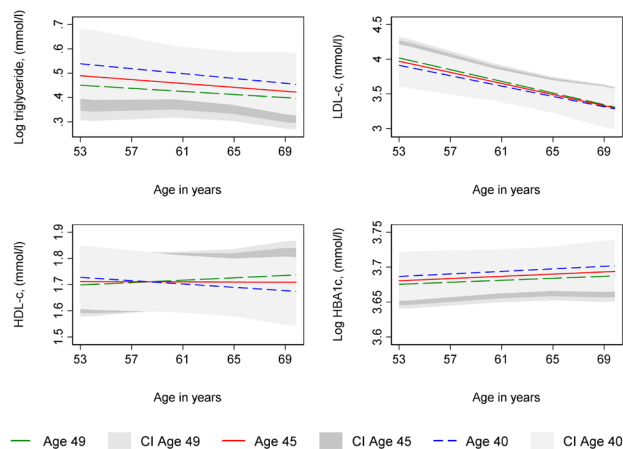 Log triglyceride, (mmol/l)
.7
.6
.5
.4
.3
53 57 61 65 69
Age in years
LDL-c, (mmol/l)
4.5
4
3.5
3
53 57 61 65 69
Age in years
HDL-c, (mmol/l)
1.9
1.8
1.7
1.6
1.5
53 57 61 65 69
Age in years
Log HBA1c, (mmol/l)
3.75
3.7
3.65
3.6
53 57 61 65 69
Age in years
Age 49 CI Age 49 Age 45 CI Age 45 Age 40 CI Age 40